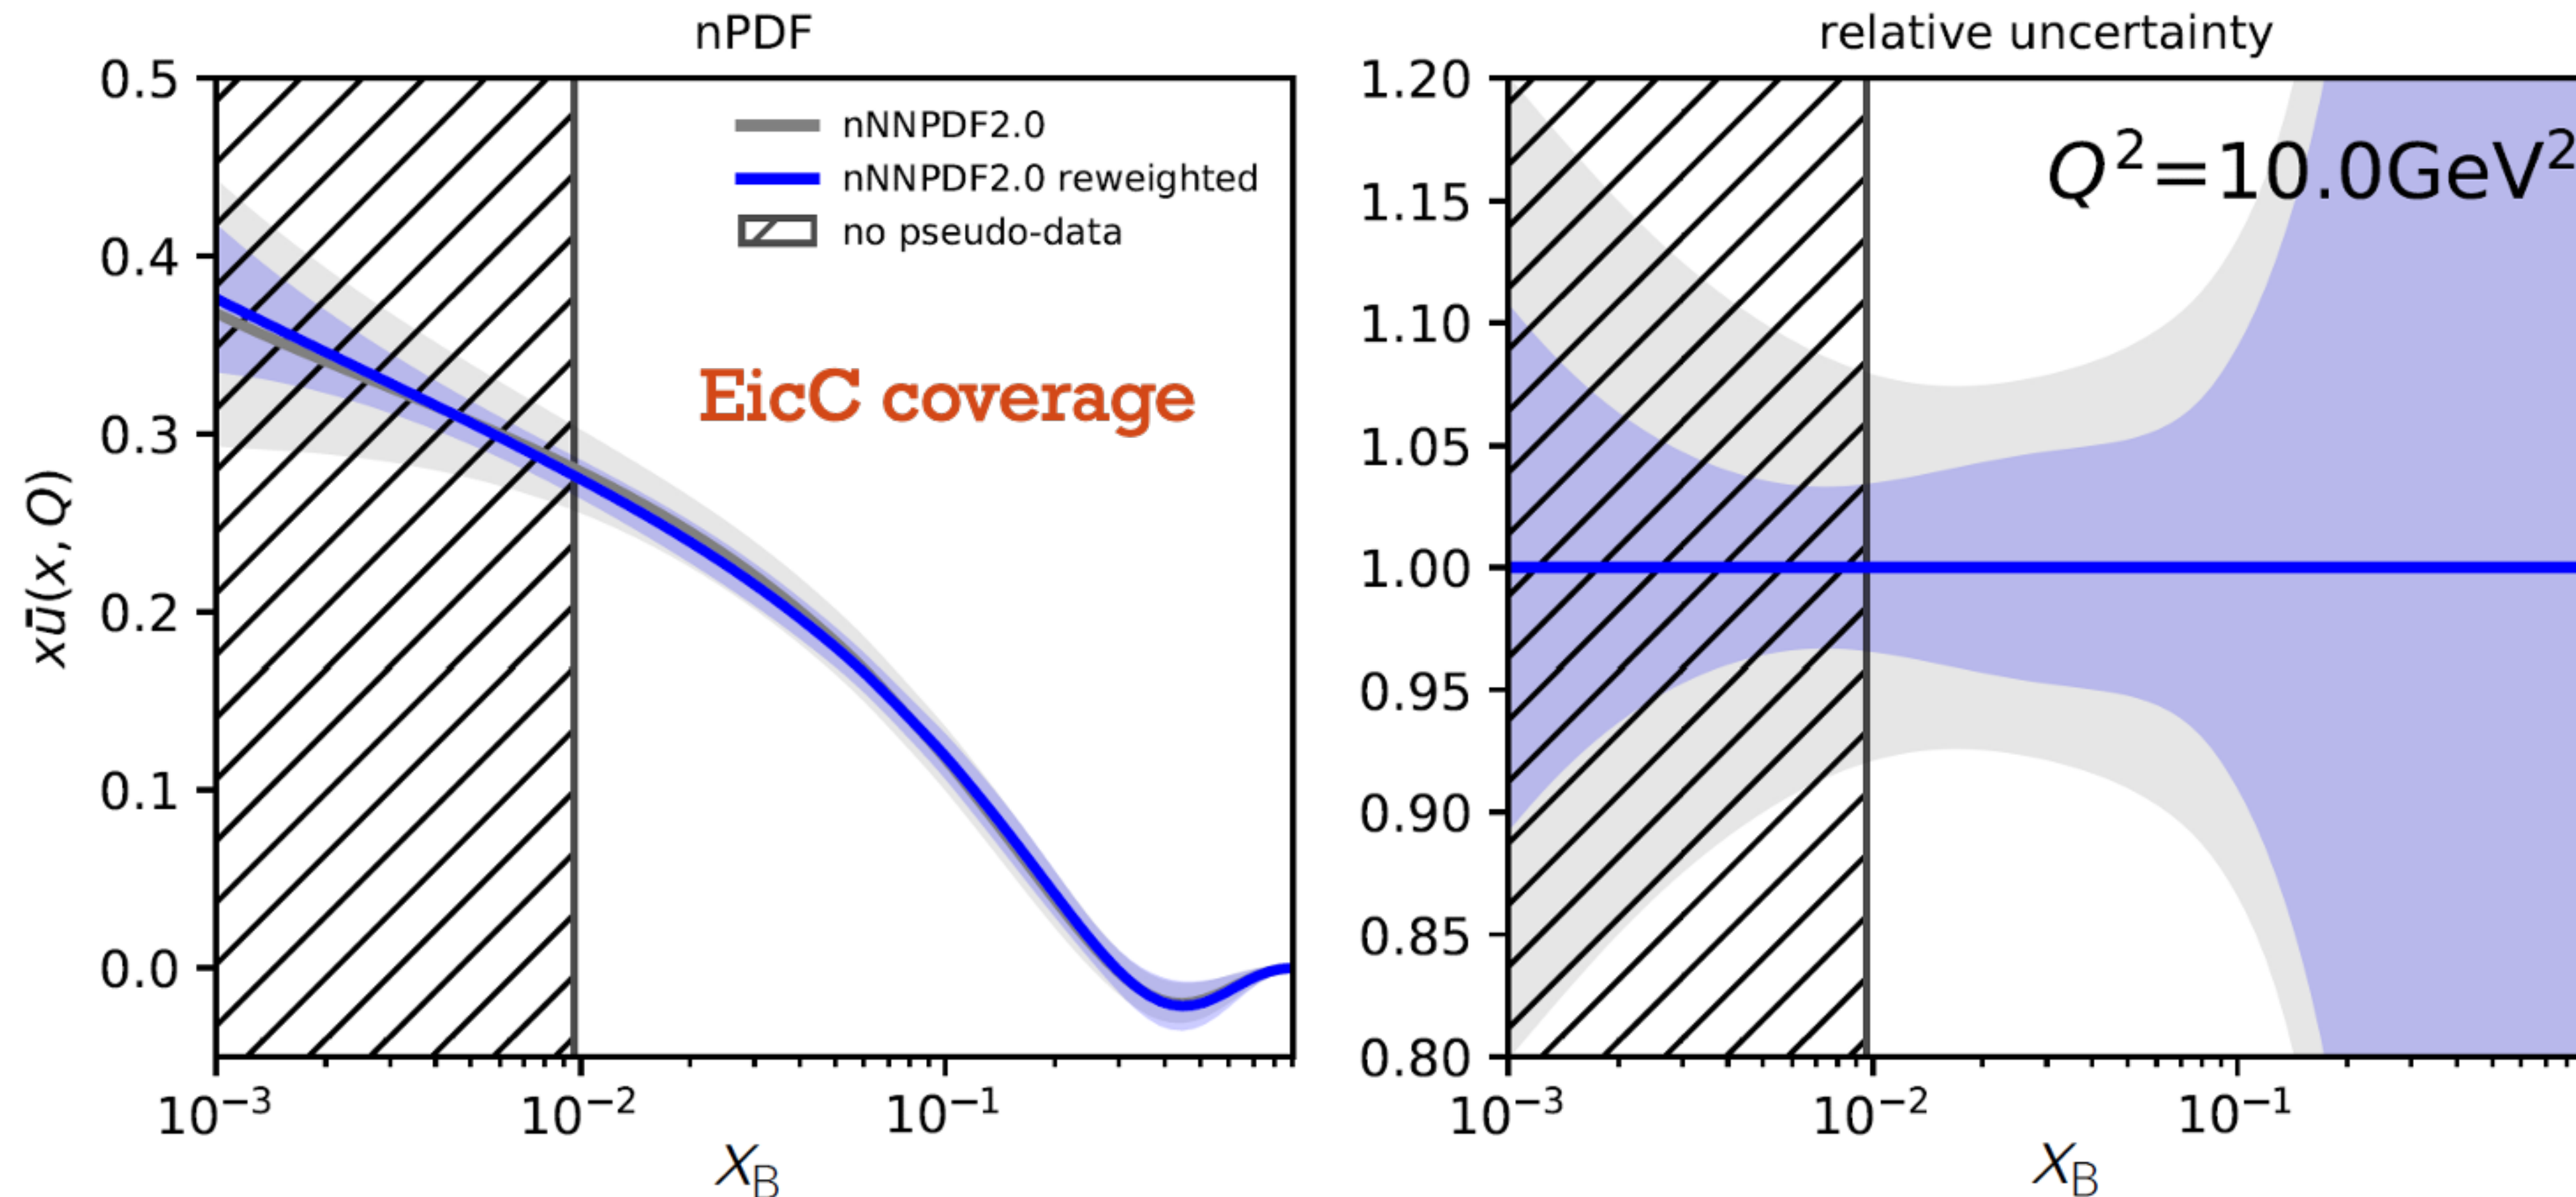 nPDF
0.5
0.4
0.3
0.2
0.1
0.0
xū(x, Q)
nNNPDF2.0
nNNPDF2.0 reweighted
no pseudo-data
EicC coverage
10⁻³ 10⁻² 10⁻¹
X_B
relative uncertainty
1.20
1.15
1.10
1.05
1.00
0.95
0.90
0.85
0.80
Q²=10.0GeV²
10⁻³ 10⁻² 10⁻¹
X_B